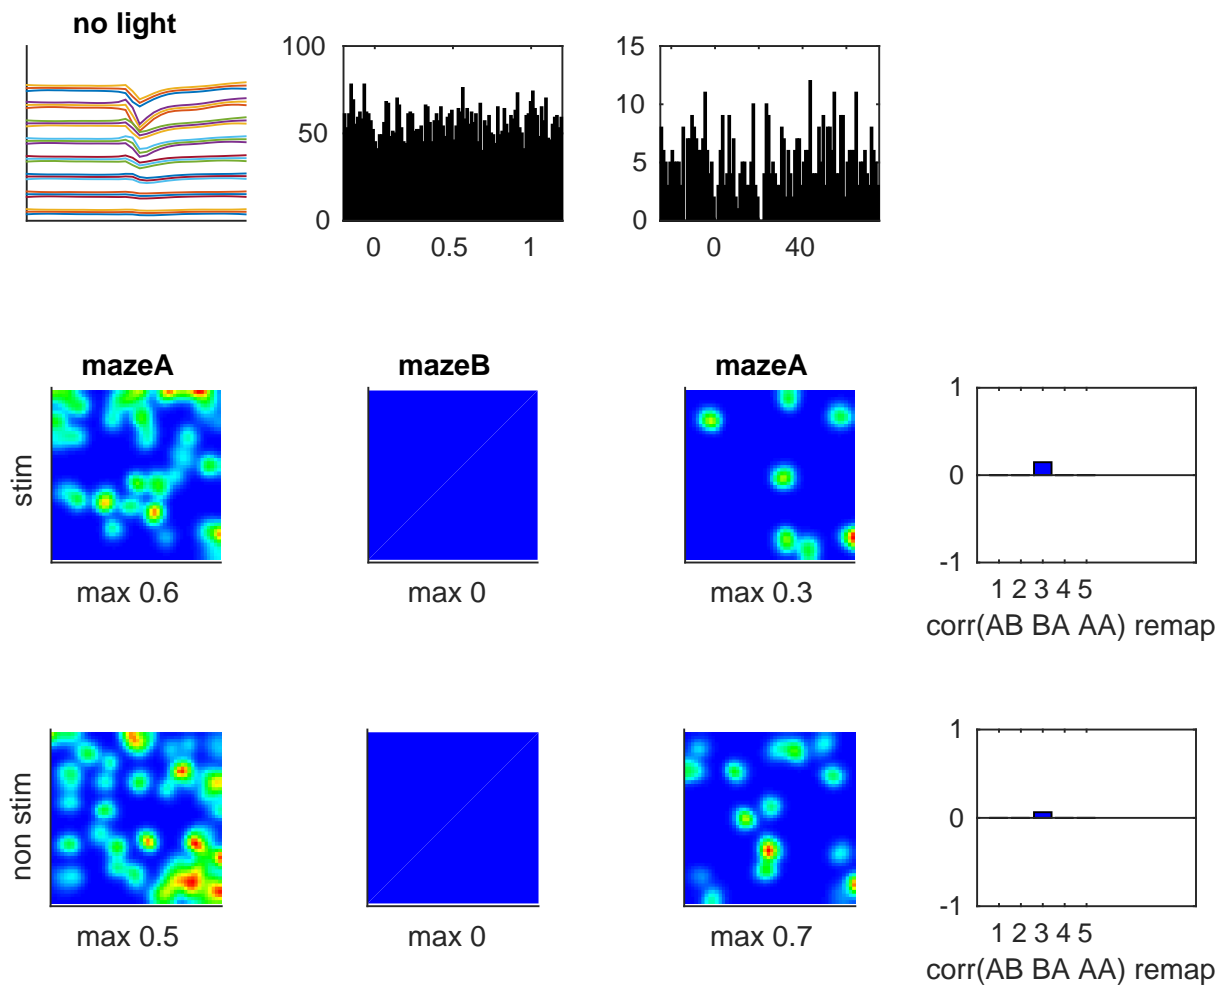 no light
100
50
0
0 0.5 1
15
10
5
0
0 40
mazeA mazeB mazeA
stim
1
0
-1
1 2 3 4 5
max 0.6 max 0 max 0.3
corr(AB BA AA) remap
non stim
1
0
-1
1 2 3 4 5
max 0.5 max 0 max 0.7
corr(AB BA AA) remap